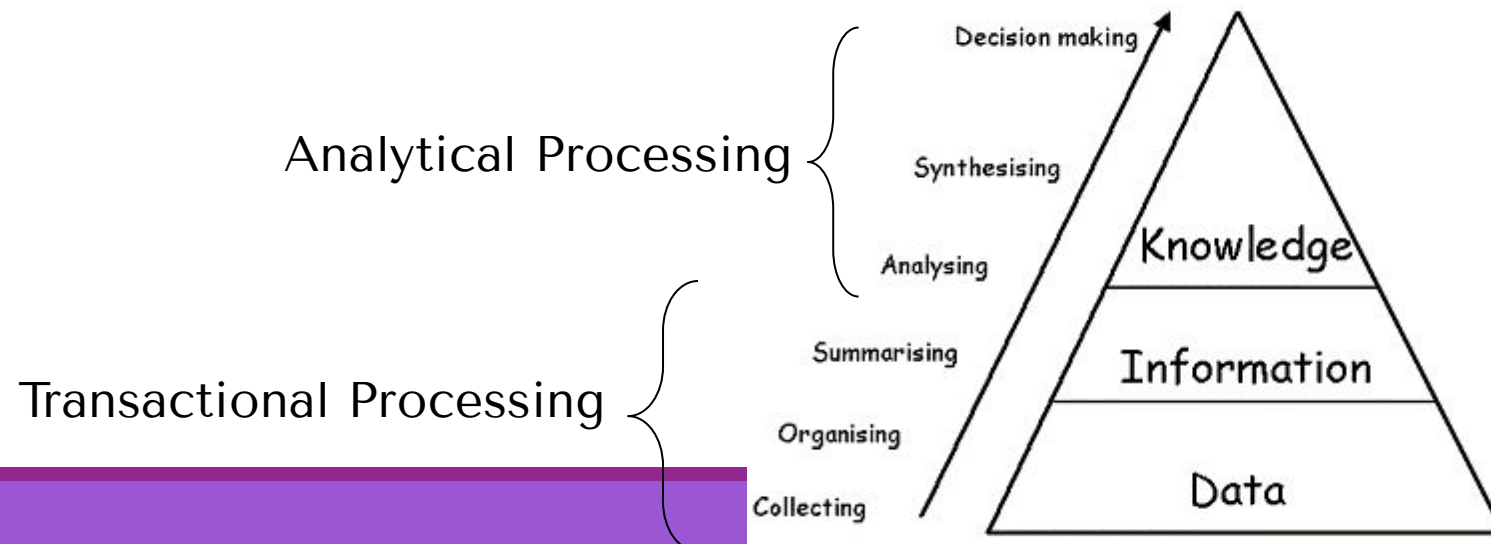 Decision making
Analytical Processing
Synthesising
Knowledge
Analysing
Summarising
Information
Transactional Processing
Organising
Data
Collecting